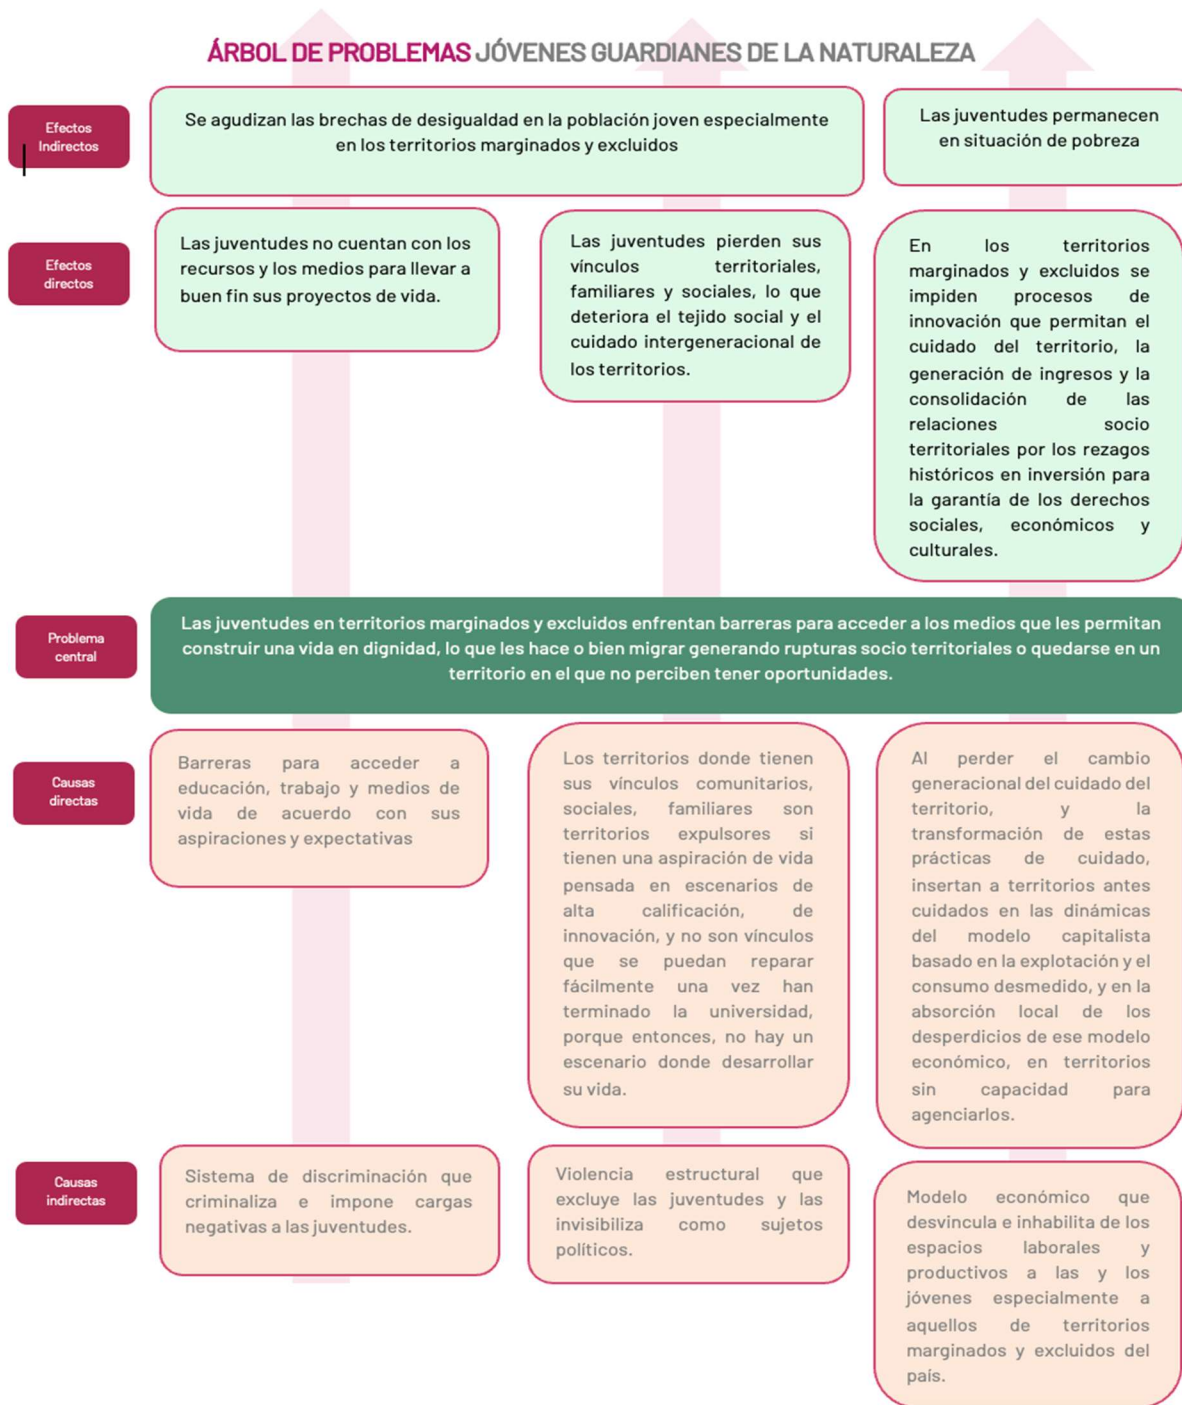 ÁRBOL DE PROBLEMAS JÓVENES GUARDIANES DE LA NATURALEZA
Efectos
Indirectos
Se agudizan las brechas de desigualdad en la población joven especialmente
en los territorios marginados y excluidos
Las juventudes permanecen
en situación de pobreza
Efectos
directos
Las juventudes no cuentan con los
recursos y los medios para llevar a
buen fin sus proyectos de vida.
Las juventudes pierden sus
vínculos territoriales,
familiares y sociales, lo que
deteriora el tejido social y el
cuidado intergeneracional de
los territorios.
En los territorios
marginados y excluidos se
impiden procesos de
innovación que permitan el
cuidado del territorio, la
generación de ingresos y la
consolidación de las
relaciones socio
territoriales por los rezagos
históricos en inversión para
la garantía de los derechos
sociales, económicos y
culturales.
Problema
central
Las juventudes en territorios marginados y excluidos enfrentan barreras para acceder a los medios que les permitan
construir una vida en dignidad, lo que les hace o bien migrar generando rupturas socio territoriales o quedarse en un
territorio en el que no perciben tener oportunidades.
Causas
directas
Barreras para acceder a
educación, trabajo y medios de
vida de acuerdo con sus
aspiraciones y expectativas
Los territorios donde tienen
sus vínculos comunitarios,
sociales, familiares son
territorios expulsores si
tienen una aspiración de vida
pensada en escenarios de
alta calificación, de
innovación, y no son vínculos
que se puedan reparar
fácilmente una vez han
terminado la universidad,
porque entonces, no hay un
escenario donde desarrollar
su vida.
Al perder el cambio
generacional del cuidado del
territorio, y la
transformación de estas
prácticas de cuidado,
insertan a territorios antes
cuidados en las dinámicas
del modelo capitalista
basado en la explotación y el
consumo desmedido, y en la
absorción local de los
desperdicios de ese modelo
económico, en territorios
sin capacidad para
agenciarlos.
Causas
indirectas
Sistema de discriminación que
criminaliza e impone cargas
negativas a las juventudes.
Violencia estructural que
excluye las juventudes y las
invisibiliza como sujetos
políticos.
Modelo económico que
desvincula e inhabilita de los
espacios laborales y
productivos a las y los
jóvenes especialmente a
aquellos de territorios
marginados y excluidos del
país.